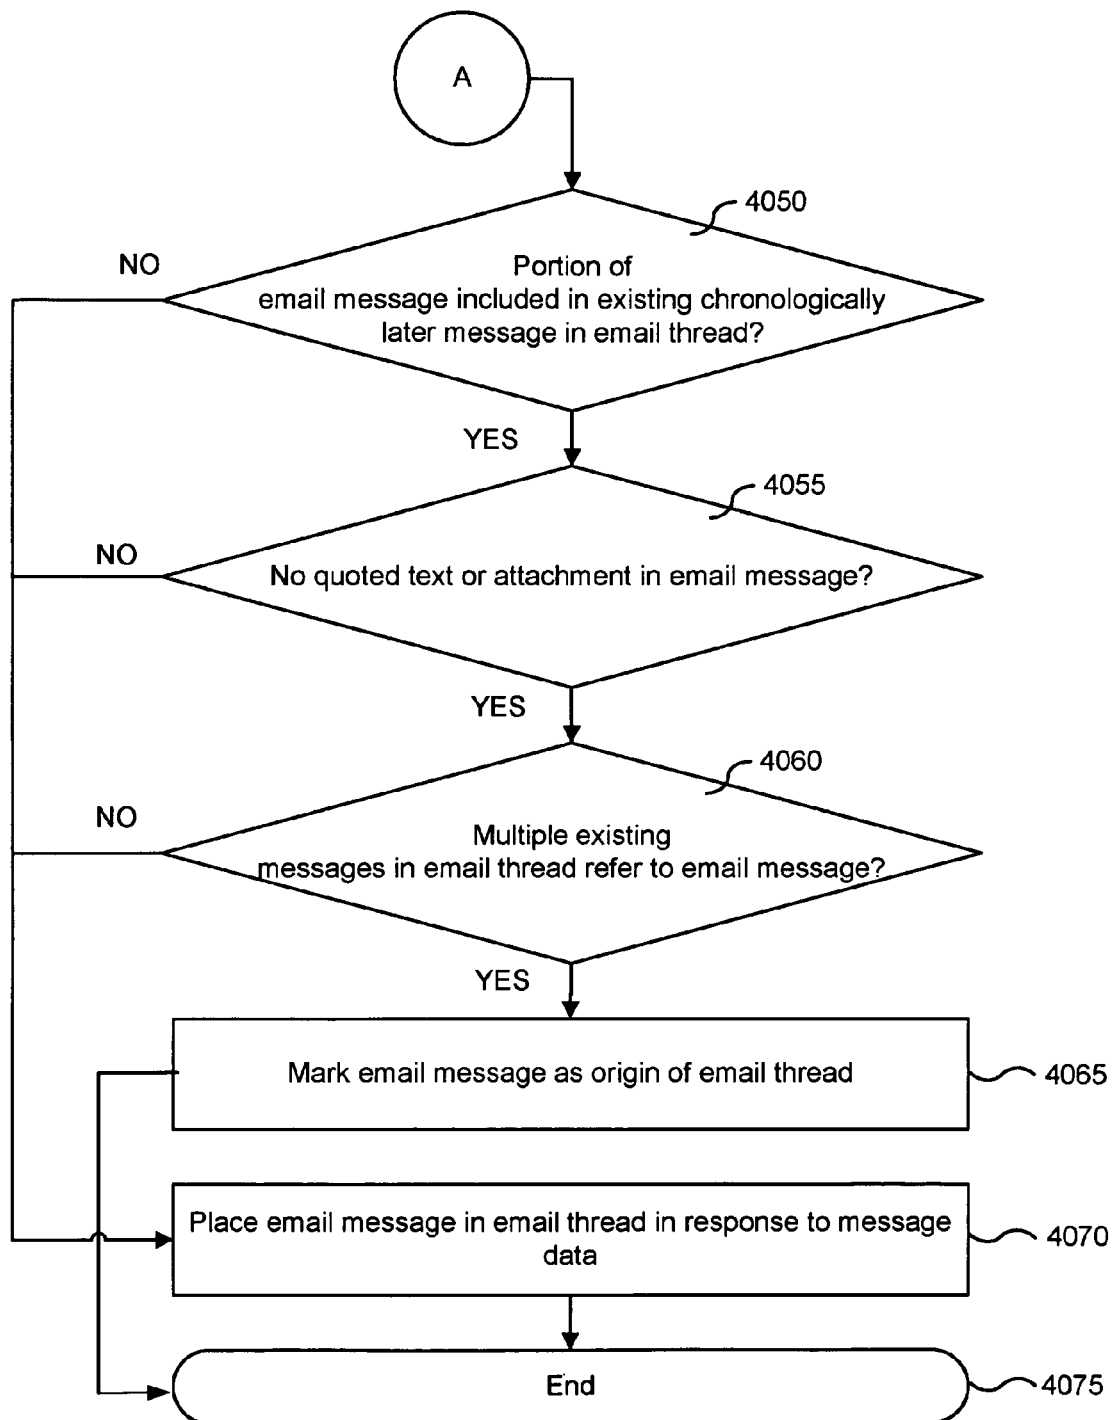 A
4050
NO
Portion of
email message included in existing chronologically
later message in email thread?
YES
4055
NO
No quoted text or attachment in email message?
YES
4060
NO
Multiple existing
messages in email thread refer to email message?
YES
Mark email message as origin of email thread
4065
Place email message in email thread in response to message
data
4070
End
4075